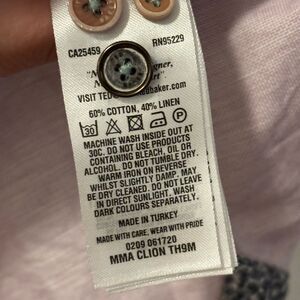 CA25459 RN95229
VISIT TED baker.com
60% COTTON, 40% LINEN
30
MACHINE WASH INSIDE OUT AT
30C. DO NOT USE PRODUCTS
CONTAINING BLEACH, OIL OR
ALCOHOL. DO NOT TUMBLE DRY.
WARM IRON ON REVERSE
WHILST SLIGHTLY DAMP. MAY
BE DRY CLEANED. DO NOT LEAVE
IN DIRECT SUNLIGHT. WASH
DARK COLOURS SEPARATELY.
MADE IN TURKEY
MADE WITH CARE, WEAR WITH PRIDE
0209 061720
MMA CLION TH9M